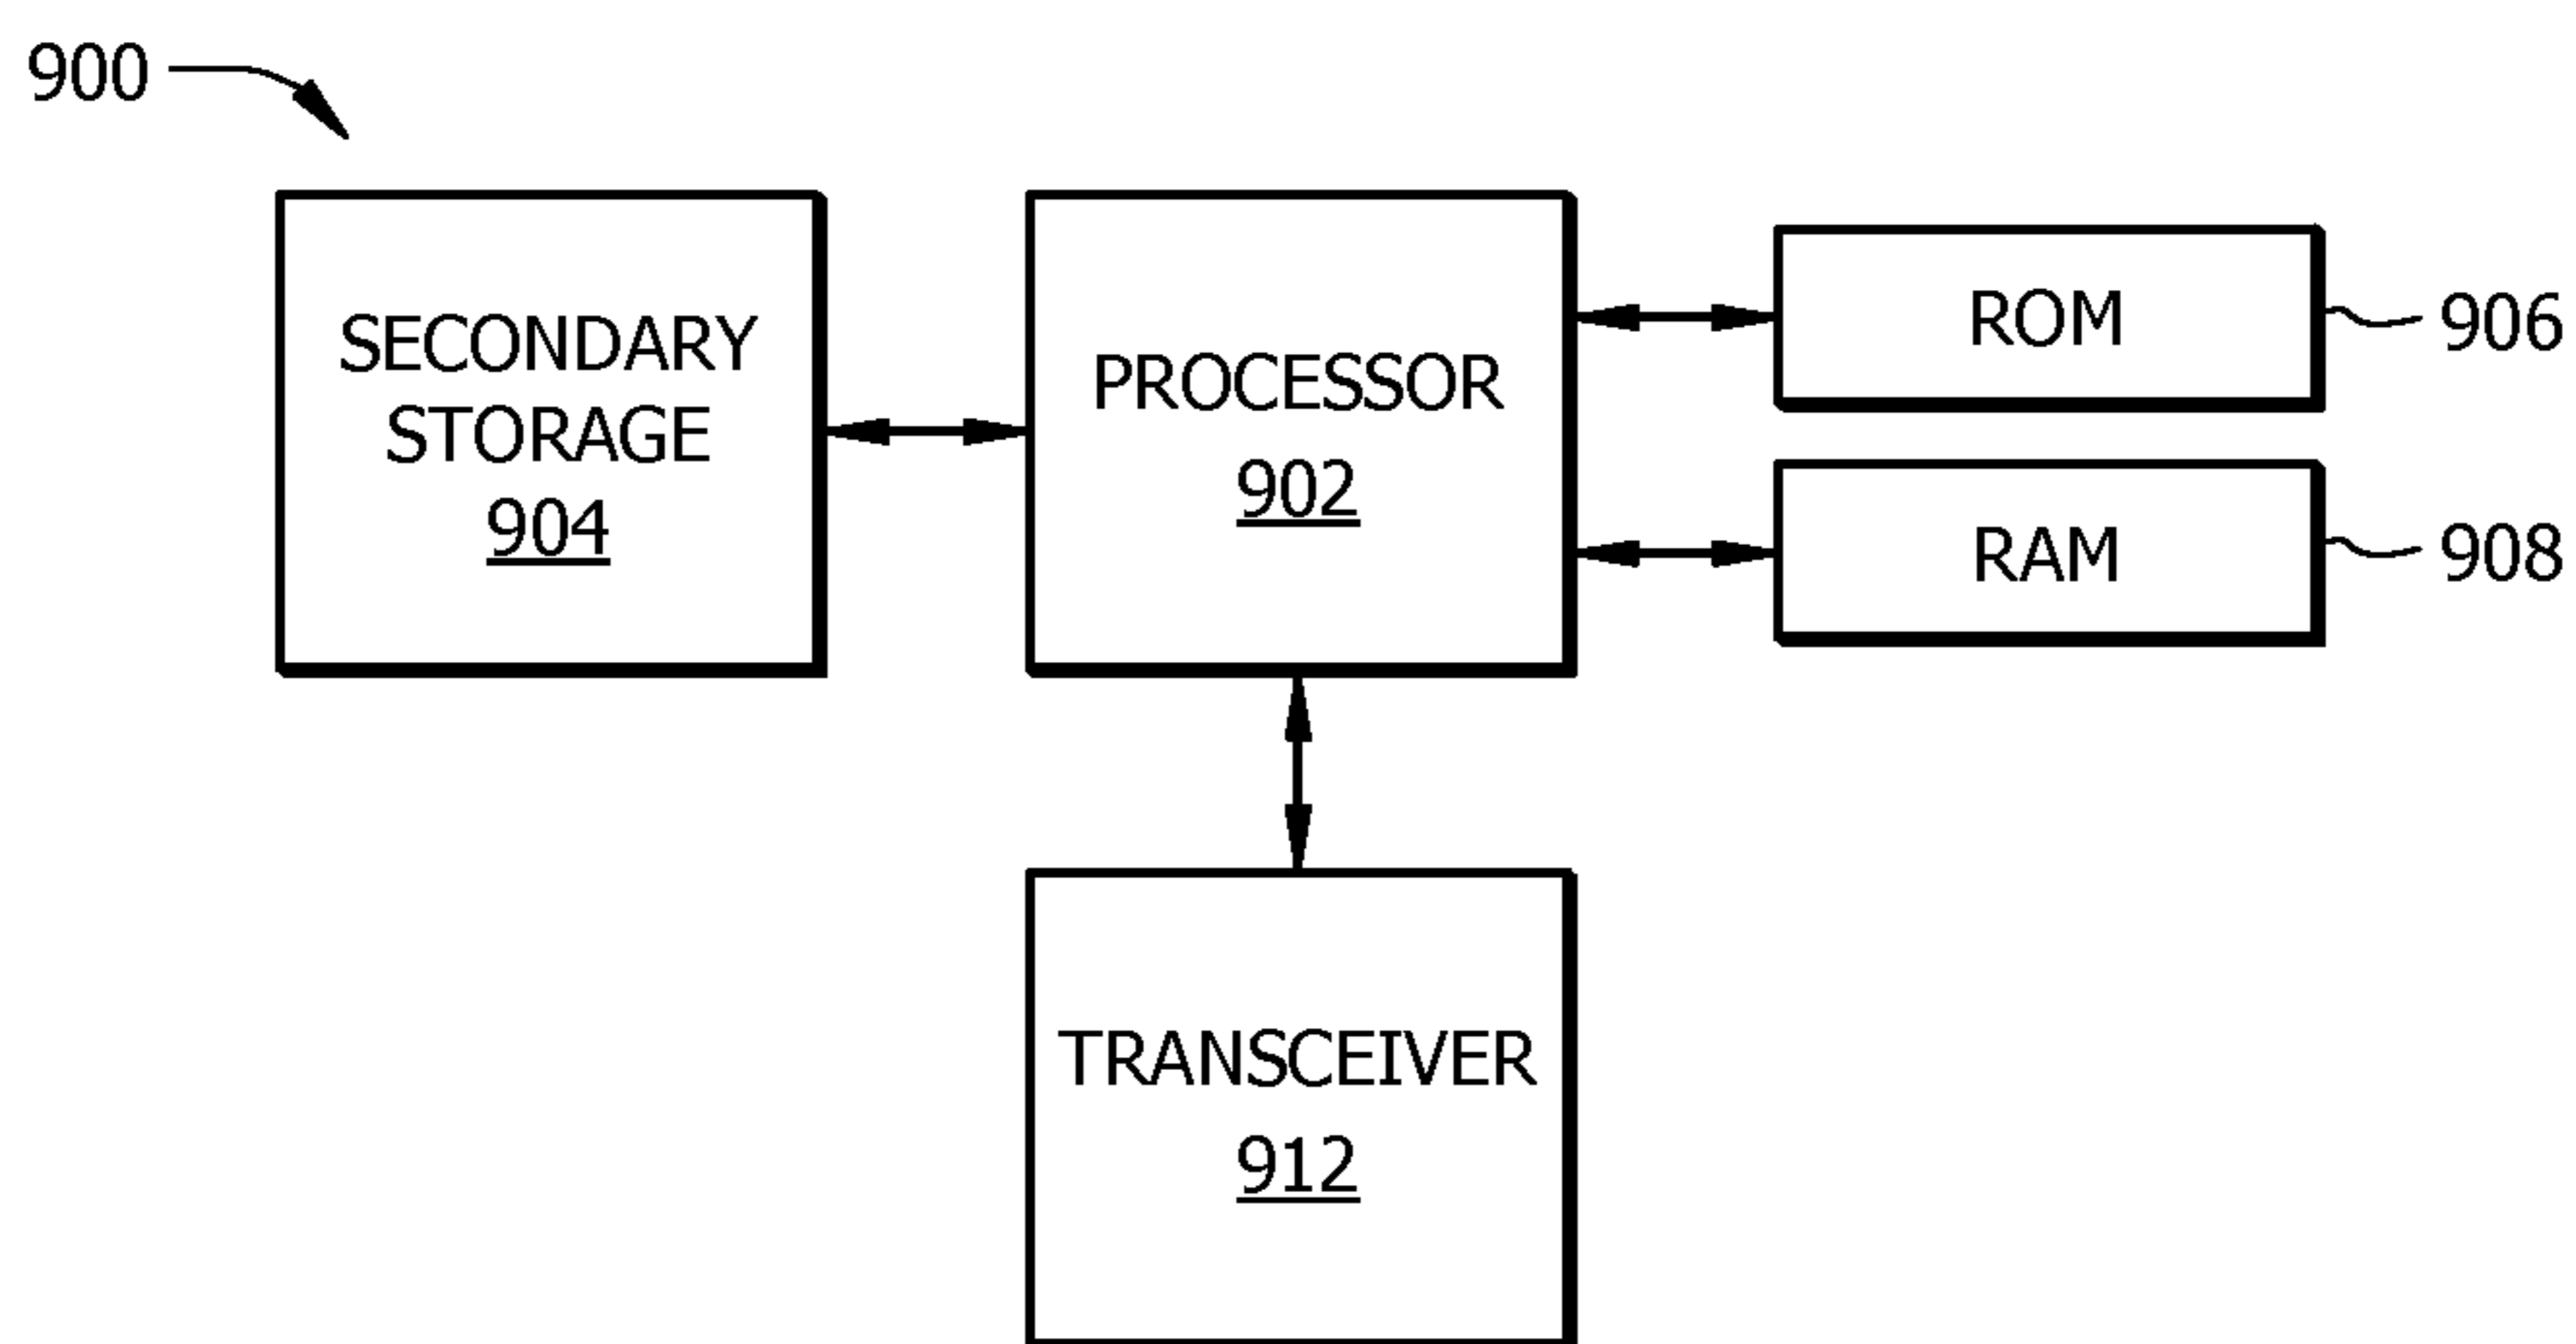 900
SECONDARY
STORAGE
904
PROCESSOR
902
ROM
906
RAM
908
TRANSCEIVER
912